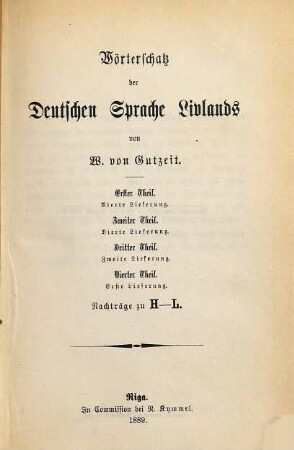 Wörterschatz
der
Deutschen Sprache Livlands
von
W. von Gutzeit.
Erster Theil.
Vierte Lieferung.
Zweiter Theil.
Vierte Lieferung.
Dritter Theil.
Zweite Lieferung.
Vierter Theil.
Erste Lieferung.
Nachträge zu H—L.
Riga.
In Commission bei N. Kymmel.
1889.